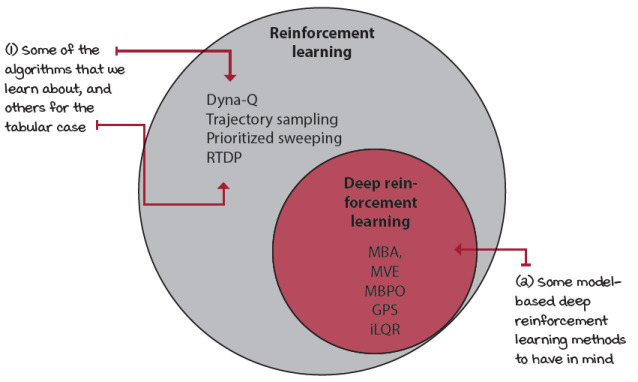 Reinforcement
learning
(1) Some of the
algorithms that we
learn about, and
others for the
tabular case
Dyna-Q
Trajectory sampling
Prioritized sweeping
RTDP
Deep rein-
forcement
learning
MBA,
MVE
MBPO
GPS
iLQR
(2) Some model-
based deep
reinforcement
learning methods
to have in mind